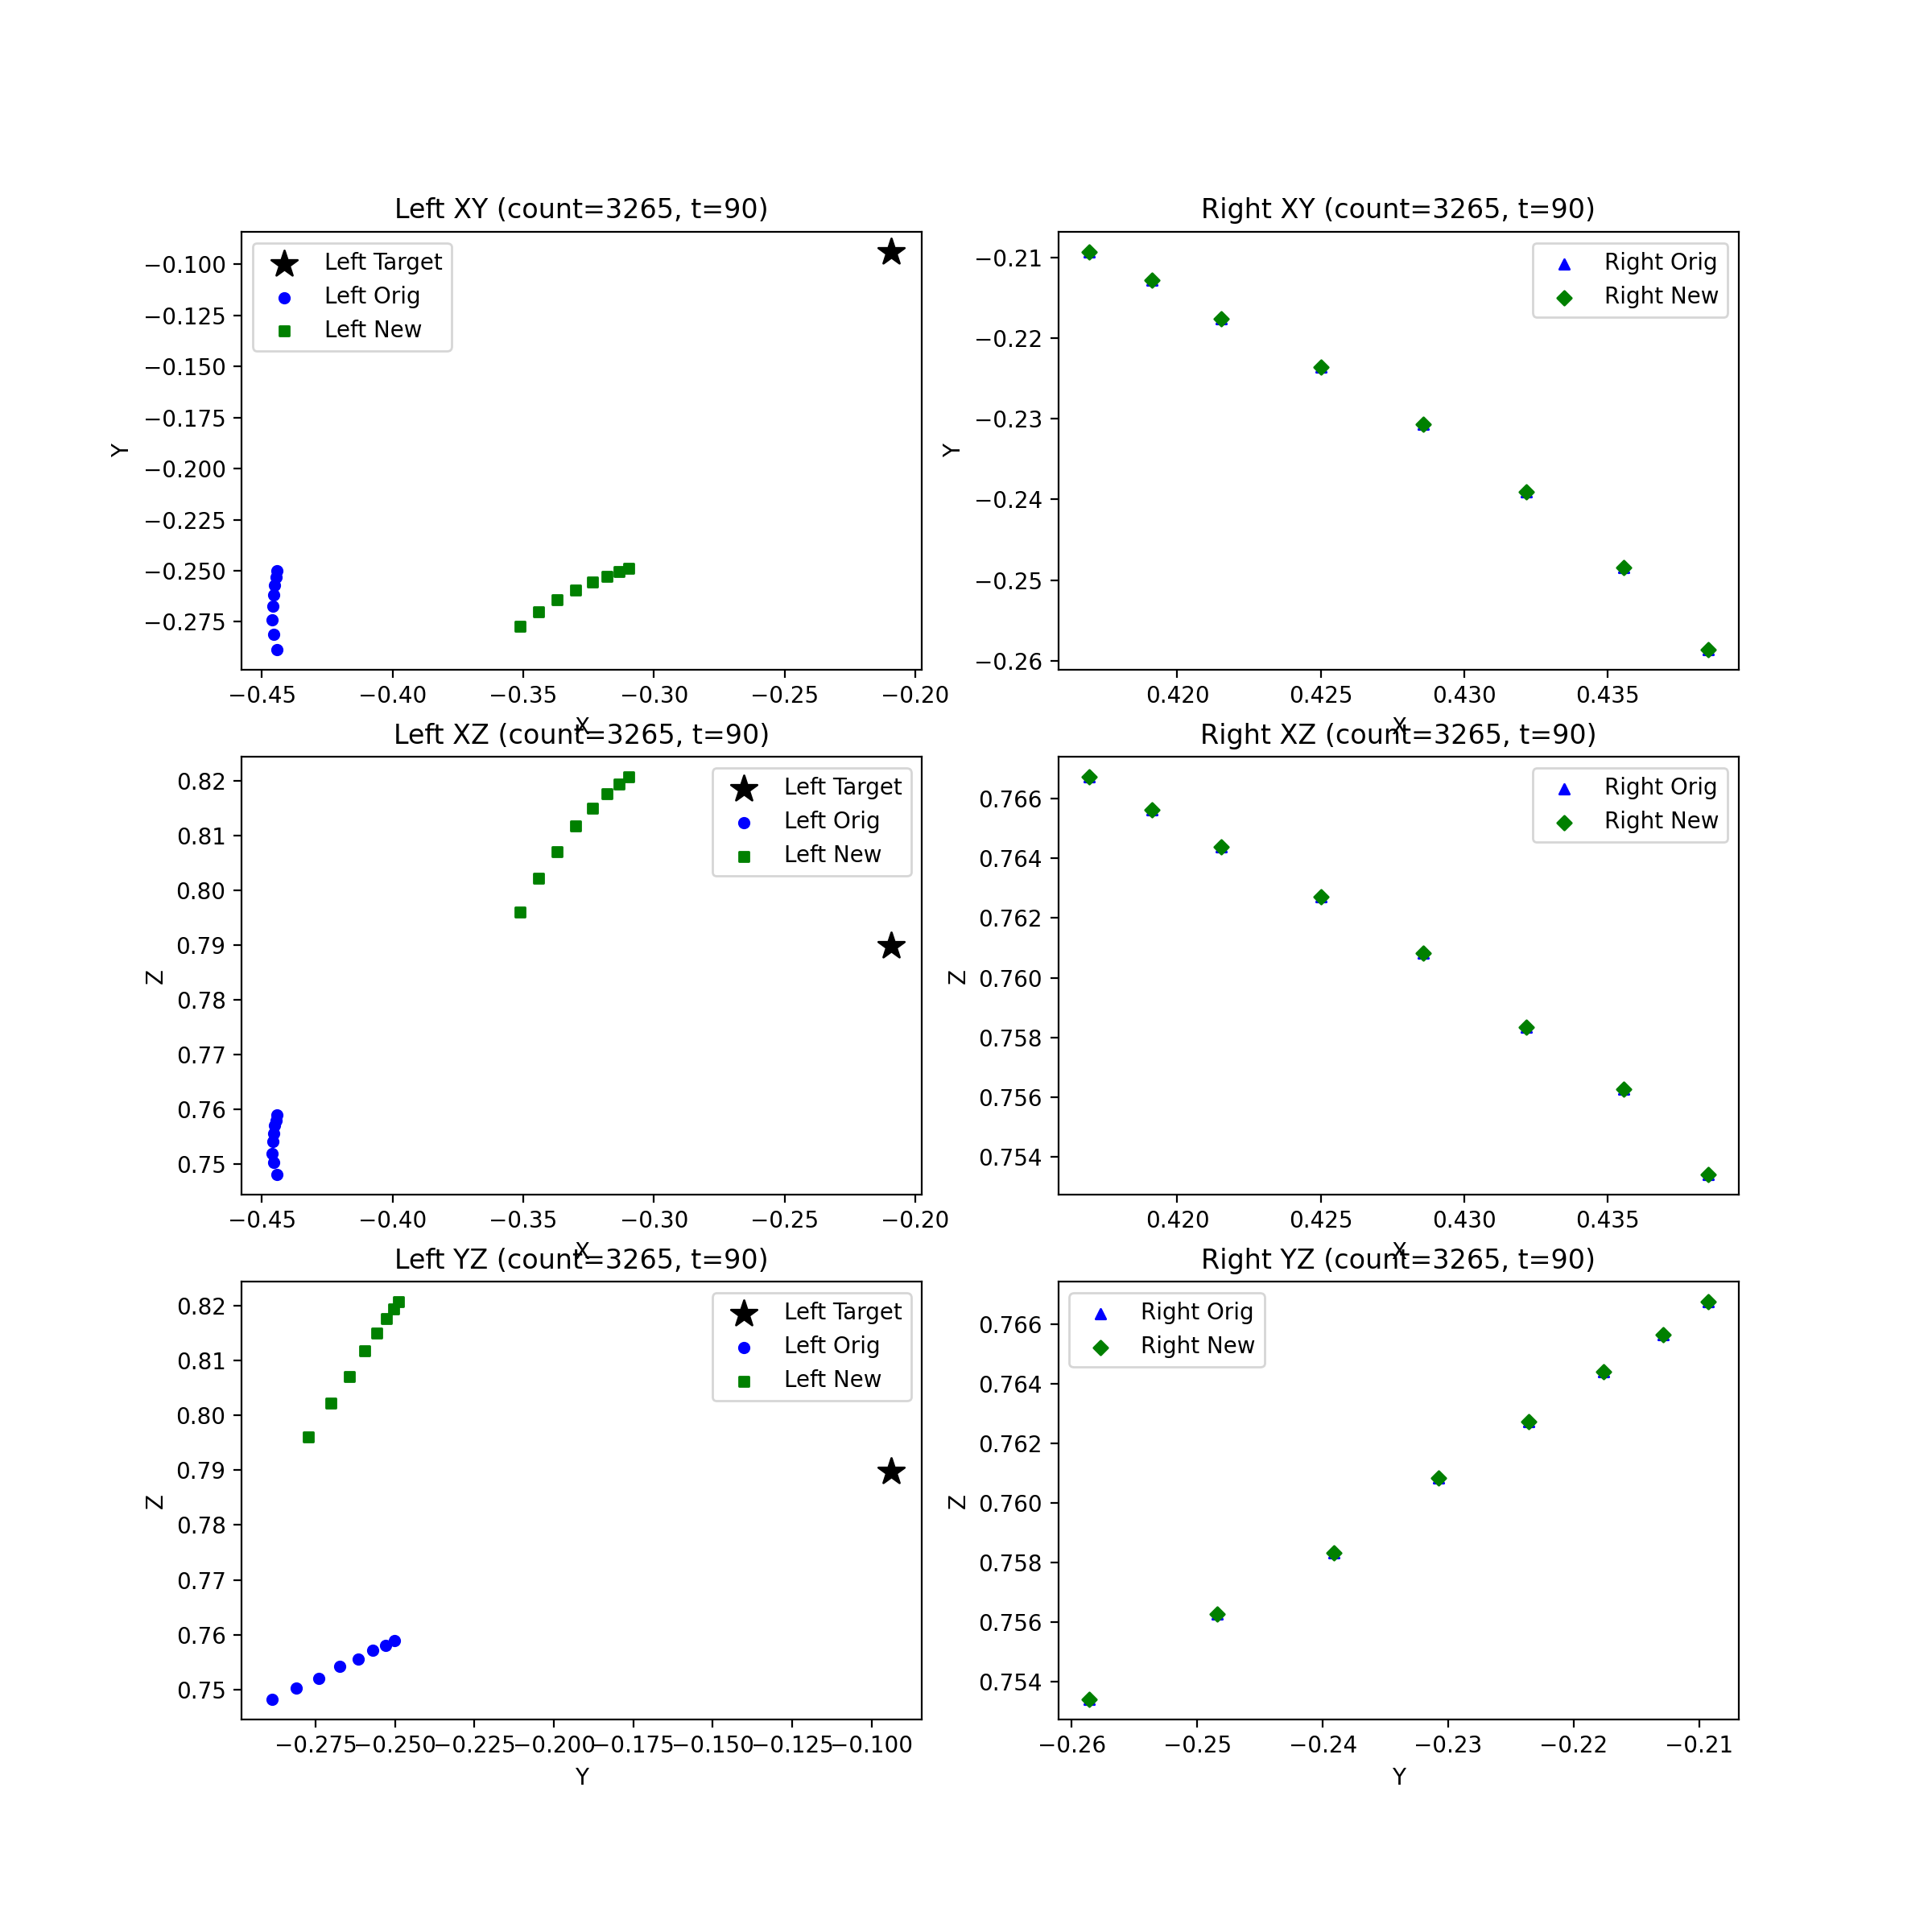 Left XY (count=3265, t=90)
Left Target
Left Orig
Left New
−0.100
−0.125
−0.150
−0.175
−0.200
−0.225
−0.250
−0.275
Y
−0.45 −0.40 −0.35 −0.30 −0.25 −0.20
X
Right XY (count=3265, t=90)
Right Orig
Right New
−0.21
−0.22
−0.23
−0.24
−0.25
−0.26
Y
0.420 0.425 0.430 0.435
X
Left XZ (count=3265, t=90)
Left Target
Left Orig
Left New
0.82
0.81
0.80
0.79
0.78
0.77
0.76
0.75
Z
−0.45 −0.40 −0.35 −0.30 −0.25 −0.20
X
Right XZ (count=3265, t=90)
Right Orig
Right New
0.766
0.764
0.762
0.760
0.758
0.756
0.754
Z
0.420 0.425 0.430 0.435
X
Left YZ (count=3265, t=90)
Left Target
Left Orig
Left New
0.82
0.81
0.80
0.79
0.78
0.77
0.76
0.75
Z
−0.275 −0.250 −0.225 −0.200 −0.175 −0.150 −0.125 −0.100
Y
Right YZ (count=3265, t=90)
Right Orig
Right New
0.766
0.764
0.762
0.760
0.758
0.756
0.754
Z
−0.26 −0.25 −0.24 −0.23 −0.22 −0.21
Y